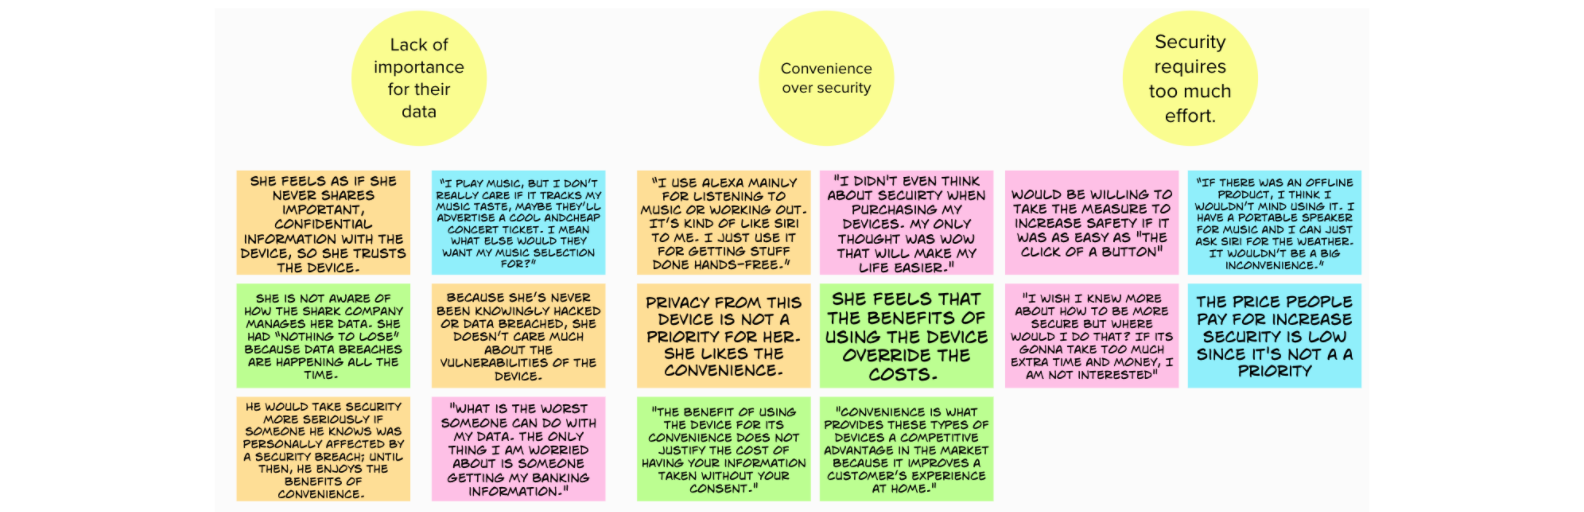 Lack of
importance
for their
data
Convenience
over security
Security
requires
too much
effort.
SHE FEELS AS IF SHE
NEVER SHARES
IMPORTANT,
CONFIDENTIAL
INFORMATION WITH THE
DEVICE, SO SHE TRUSTS
THE DEVICE.
"I PLAY MUSIC, BUT I DON'T
REALLY CARE IF IT TRACKS MY
MUSIC TASTE, MAYBE THEY'LL
ADVERTISE A COOL ANDCHEAP
CONCERT TICKET. I MEAN
WHAT ELSE WOULD THEY
WANT MY MUSIC SELECTION
FOR?"
SHE IS NOT AWARE OF
HOW THE SHARK COMPANY
MANAGES HER DATA. SHE
HAD "NOTHING TO LOSE"
BECAUSE DATA BREACHES
ARE HAPPENING ALL THE
TIME.
BECAUSE SHE'S NEVER
BEEN KNOWINGLY HACKED
OR DATA BREACHED, SHE
DOESN'T CARE MUCH
ABOUT THE
VULNERABILITIES OF THE
DEVICE.
HE WOULD TAKE SECURITY
MORE SERIOUSLY IF
SOMEONE HE KNOWS WAS
PERSONALLY AFFECTED BY
A SECURITY BREACH; UNTIL
THEN, HE ENJOYS THE
BENEFITS OF
CONVENIENCE.
"WHAT IS THE WORST
SOMEONE CAN DO WITH
MY DATA. THE ONLY
THING I AM WORRIED
ABOUT IS SOMEONE
GETTING MY BANKING
INFORMATION."
"I USE ALEXA MAINLY
FOR LISTENING TO
MUSIC OR WORKING OUT.
IT'S KIND OF LIKE SIRI
TO ME. I JUST USE IT
FOR GETTING STUFF
DONE HANDS-FREE."
"I DIDN'T EVEN THINK
ABOUT SECUIRTY WHEN
PURCHASING MY
DEVICES. MY ONLY
THOUGHT WAS WOW
THAT WILL MAKE MY
LIFE EASIER."
PRIVACY FROM THIS
DEVICE IS NOT A
PRIORITY FOR HER.
SHE LIKES THE
CONVENIENCE.
SHE FEELS THAT
THE BENEFITS OF
USING THE DEVICE
OVERRIDE THE
COSTS.
"THE BENEFIT OF USING
THE DEVICE FOR ITS
CONVENIENCE DOES NOT
JUSTIFY THE COST OF
HAVING YOUR INFORMATION
TAKEN WITHOUT YOUR
CONSENT."
"CONVENIENCE IS WHAT
PROVIDES THESE TYPES OF
DEVICES A COMPETITIVE
ADVANTAGE IN THE MARKET
BECAUSE IT IMPROVES A
CUSTOMER'S EXPERIENCE
AT HOME."
WOULD BE WILLING TO
TAKE THE MEASURE TO
INCREASE SAFETY IF IT
WAS AS EASY AS "THE
CLICK OF A BUTTON"
"IF THERE WAS AN OFFLINE
PRODUCT, I THINK I
WOULDN'T MIND USING IT. I
HAVE A PORTABLE SPEAKER
FOR MUSIC AND I CAN JUST
ASK SIRI FOR THE WEATHER.
IT WOULDN'T BE A BIG
INCONVENIENCE."
"I WISH I KNEW MORE
ABOUT HOW TO BE MORE
SECURE BUT WHERE
WOULD I DO THAT? IF ITS
GONNA TAKE TOO MUCH
EXTRA TIME AND MONEY, I
AM NOT INTERESTED"
THE PRICE PEOPLE
PAY FOR INCREASE
SECURITY IS LOW
SINCE IT'S NOT A A
PRIORITY